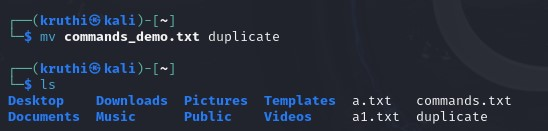 ┌──(kruthi㉿kali)-[~]
└─$ mv commands_demo.txt duplicate
┌──(kruthi㉿kali)-[~]
└─$ ls
Desktop Downloads Pictures Templates a.txt commands.txt
Documents Music Public Videos a1.txt duplicate